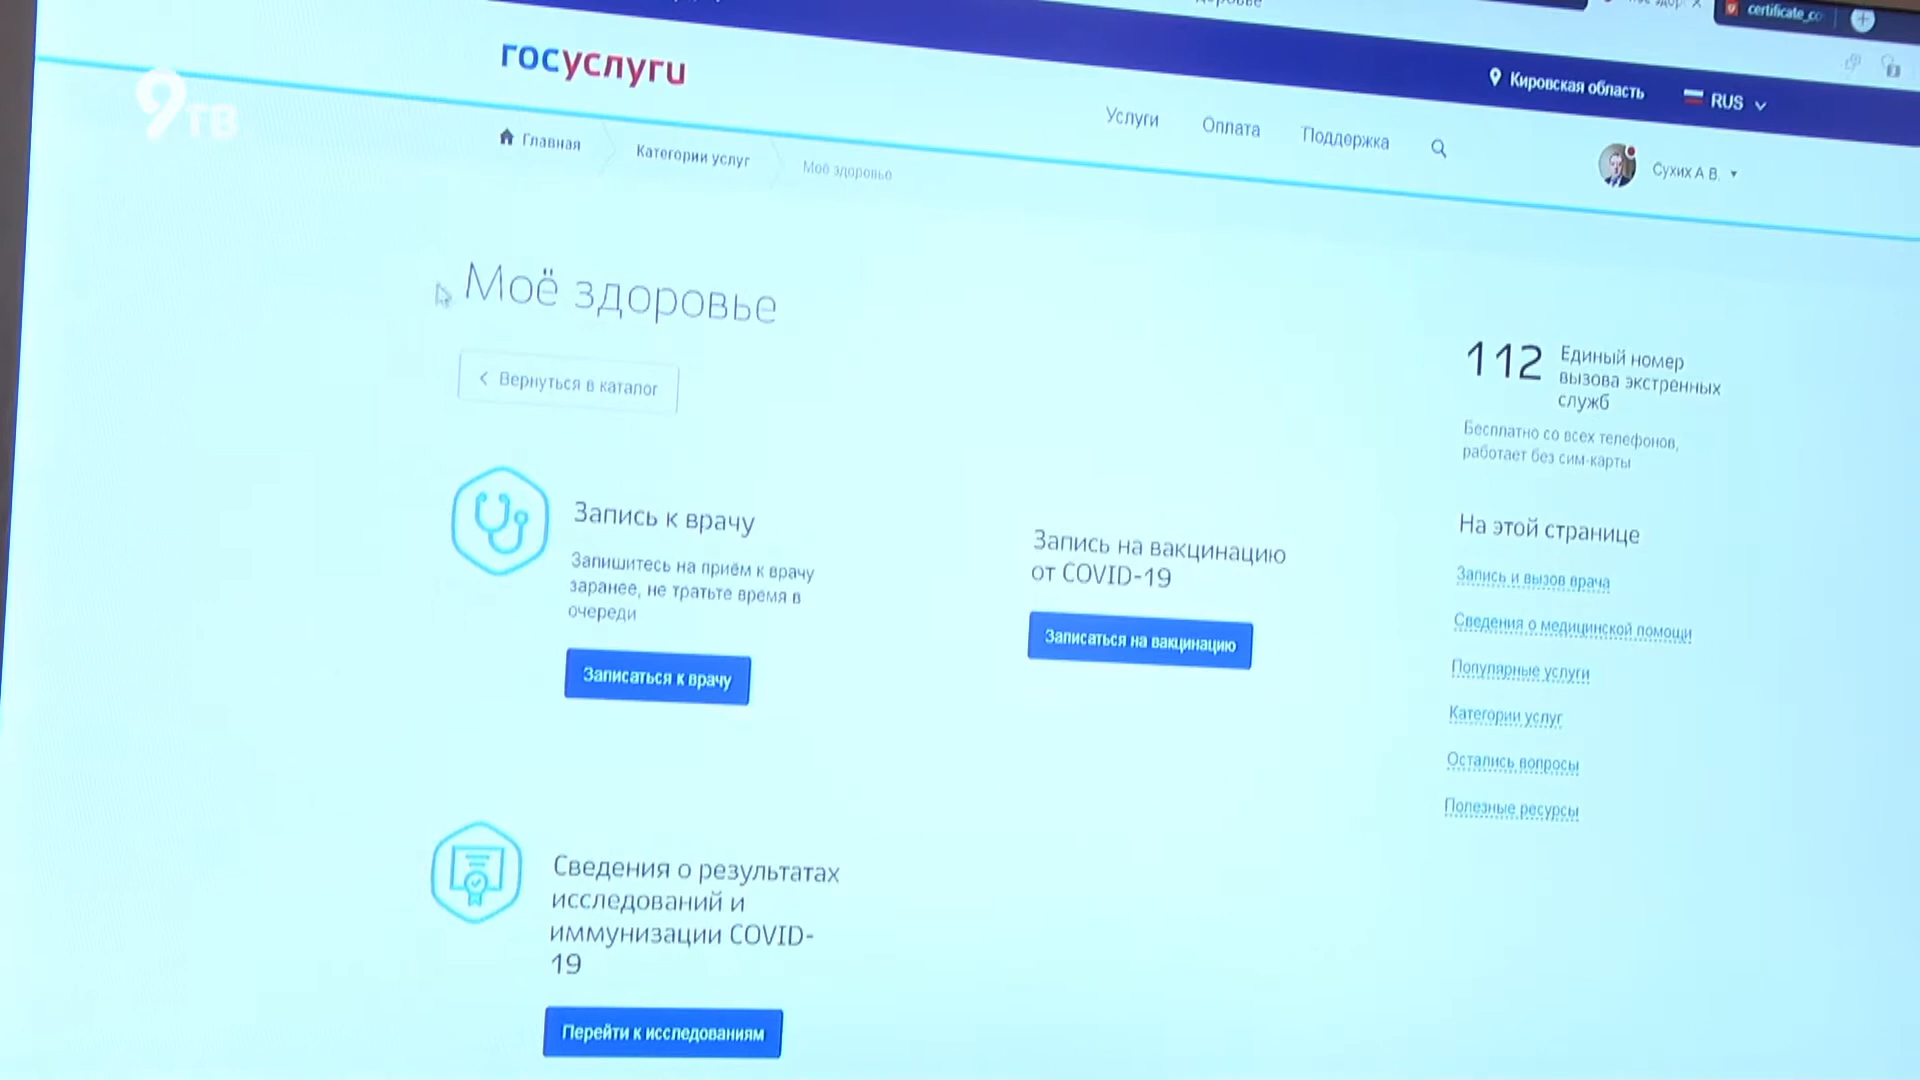 certificate_co
госуслуги
Кировская область
RUS
9ТВ
Услуги
Оплата
Поддержка
Сухих А В.
Главная
Категории услуг
Моё здоровье
Моё здоровье
Вернуться в каталог
112
Единый номер
вызова экстренных
служб
Бесплатно со всех телефонов,
работает без сим-карты
Запись к врачу
Запишитесь на приём к врачу
заранее, не тратьте время в
очереди
Записаться к врачу
Запись на вакцинацию
от COVID-19
Записаться на вакцинацию
На этой странице
Запись и вызов врача
Сведения о медицинской помощи
Популярные услуги
Категории услуг
Остались вопросы
Полезные ресурсы
Сведения о результатах
исследований и
иммунизации COVID-
19
Перейти к исследованиям